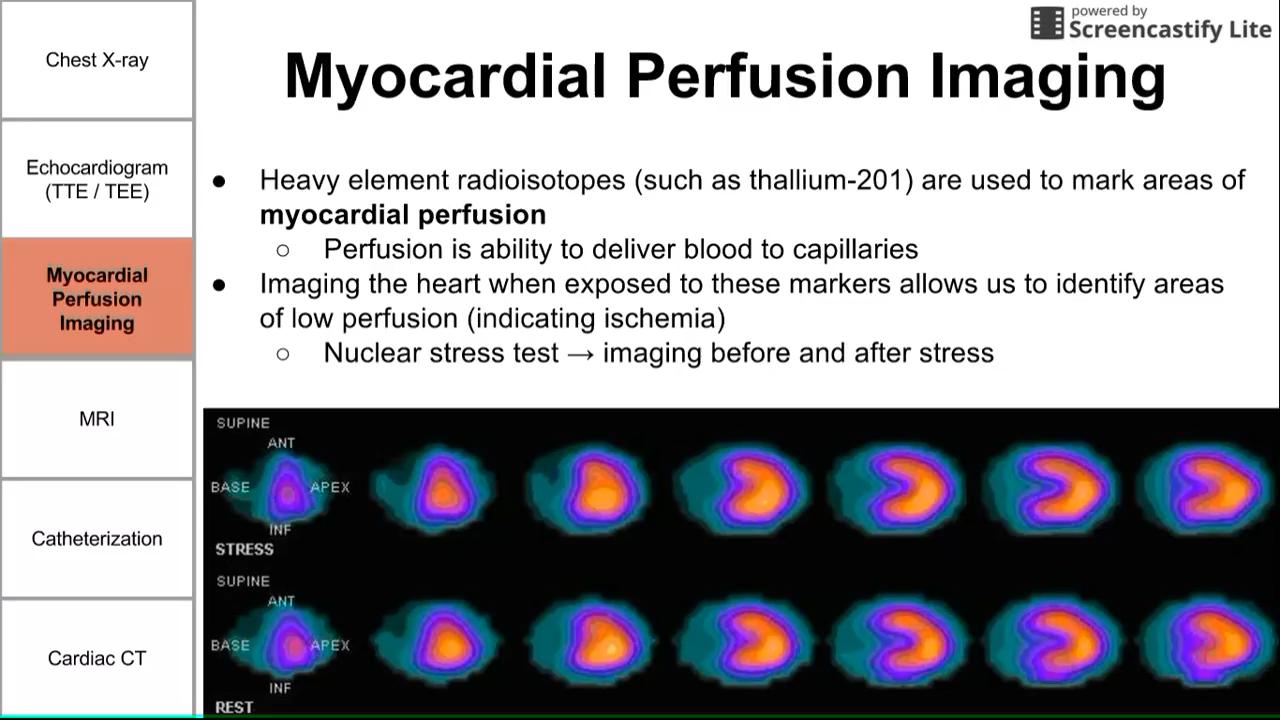 powered by
Screencastify Lite
Chest X-ray
Echocardiogram
(TTE / TEE)
Myocardial
Perfusion
Imaging
MRI
Catheterization
Cardiac CT
Myocardial Perfusion Imaging
● Heavy element radioisotopes (such as thallium-201) are used to mark areas of
myocardial perfusion
○ Perfusion is ability to deliver blood to capillaries
● Imaging the heart when exposed to these markers allows us to identify areas
of low perfusion (indicating ischemia)
○ Nuclear stress test → imaging before and after stress
SUPINE
ANT
BASE APEX
INF
STRESS
SUPINE
ANT
BASE APEX
INF
REST